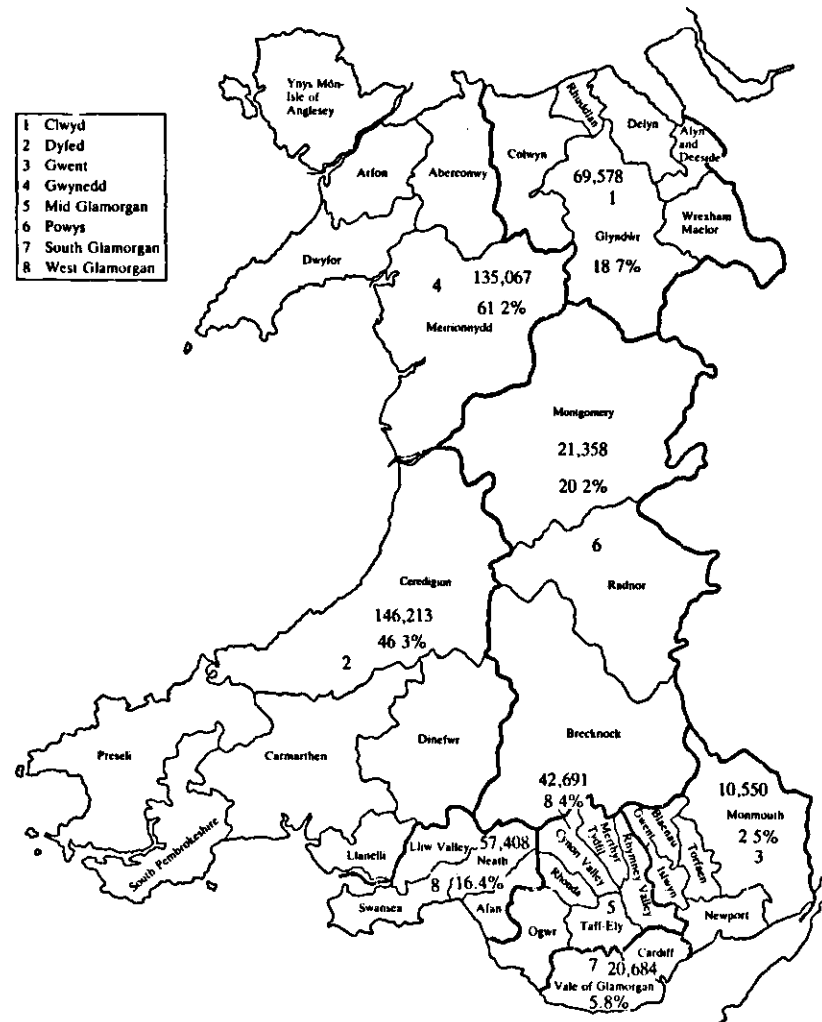 1 Clwyd
2 Dyfed
3 Gwent
4 Gwynedd
5 Mid Glamorgan
6 Powys
7 South Glamorgan
8 West Glamorgan
Ynys Môn-
Isle of
Anglesey
Arfon
Aberconwy
Colwyn
Rhuddlan
Delyn
Alyn
and
Deeside
69,578
1
Glyndŵr
18 7%
Wrexham
Maelor
Dwyfor
4
135,067
61 2%
Meirionnydd
Montgomery
21,358
20 2%
6
Radnor
Ceredigion
146,213
46 3%
2
Preseli
Carmarthen
Dinefwr
Brecknock
42,691
8 4%
10,550
Monmouth
2 5%
3
South Pembrokeshire
Llanelli
Lliw Valley
57,408
Neath
8
16.4%
Swansea
Afan
Cynon Valley
Merthyr
Tydfil
Rhymney Valley
Blaenau
Gwent
Islwyn
Torfaen
Rhonda
5
Taff-Ely
Ogwr
Newport
Cardiff
7
20,684
Vale of Glamorgan
5.8%